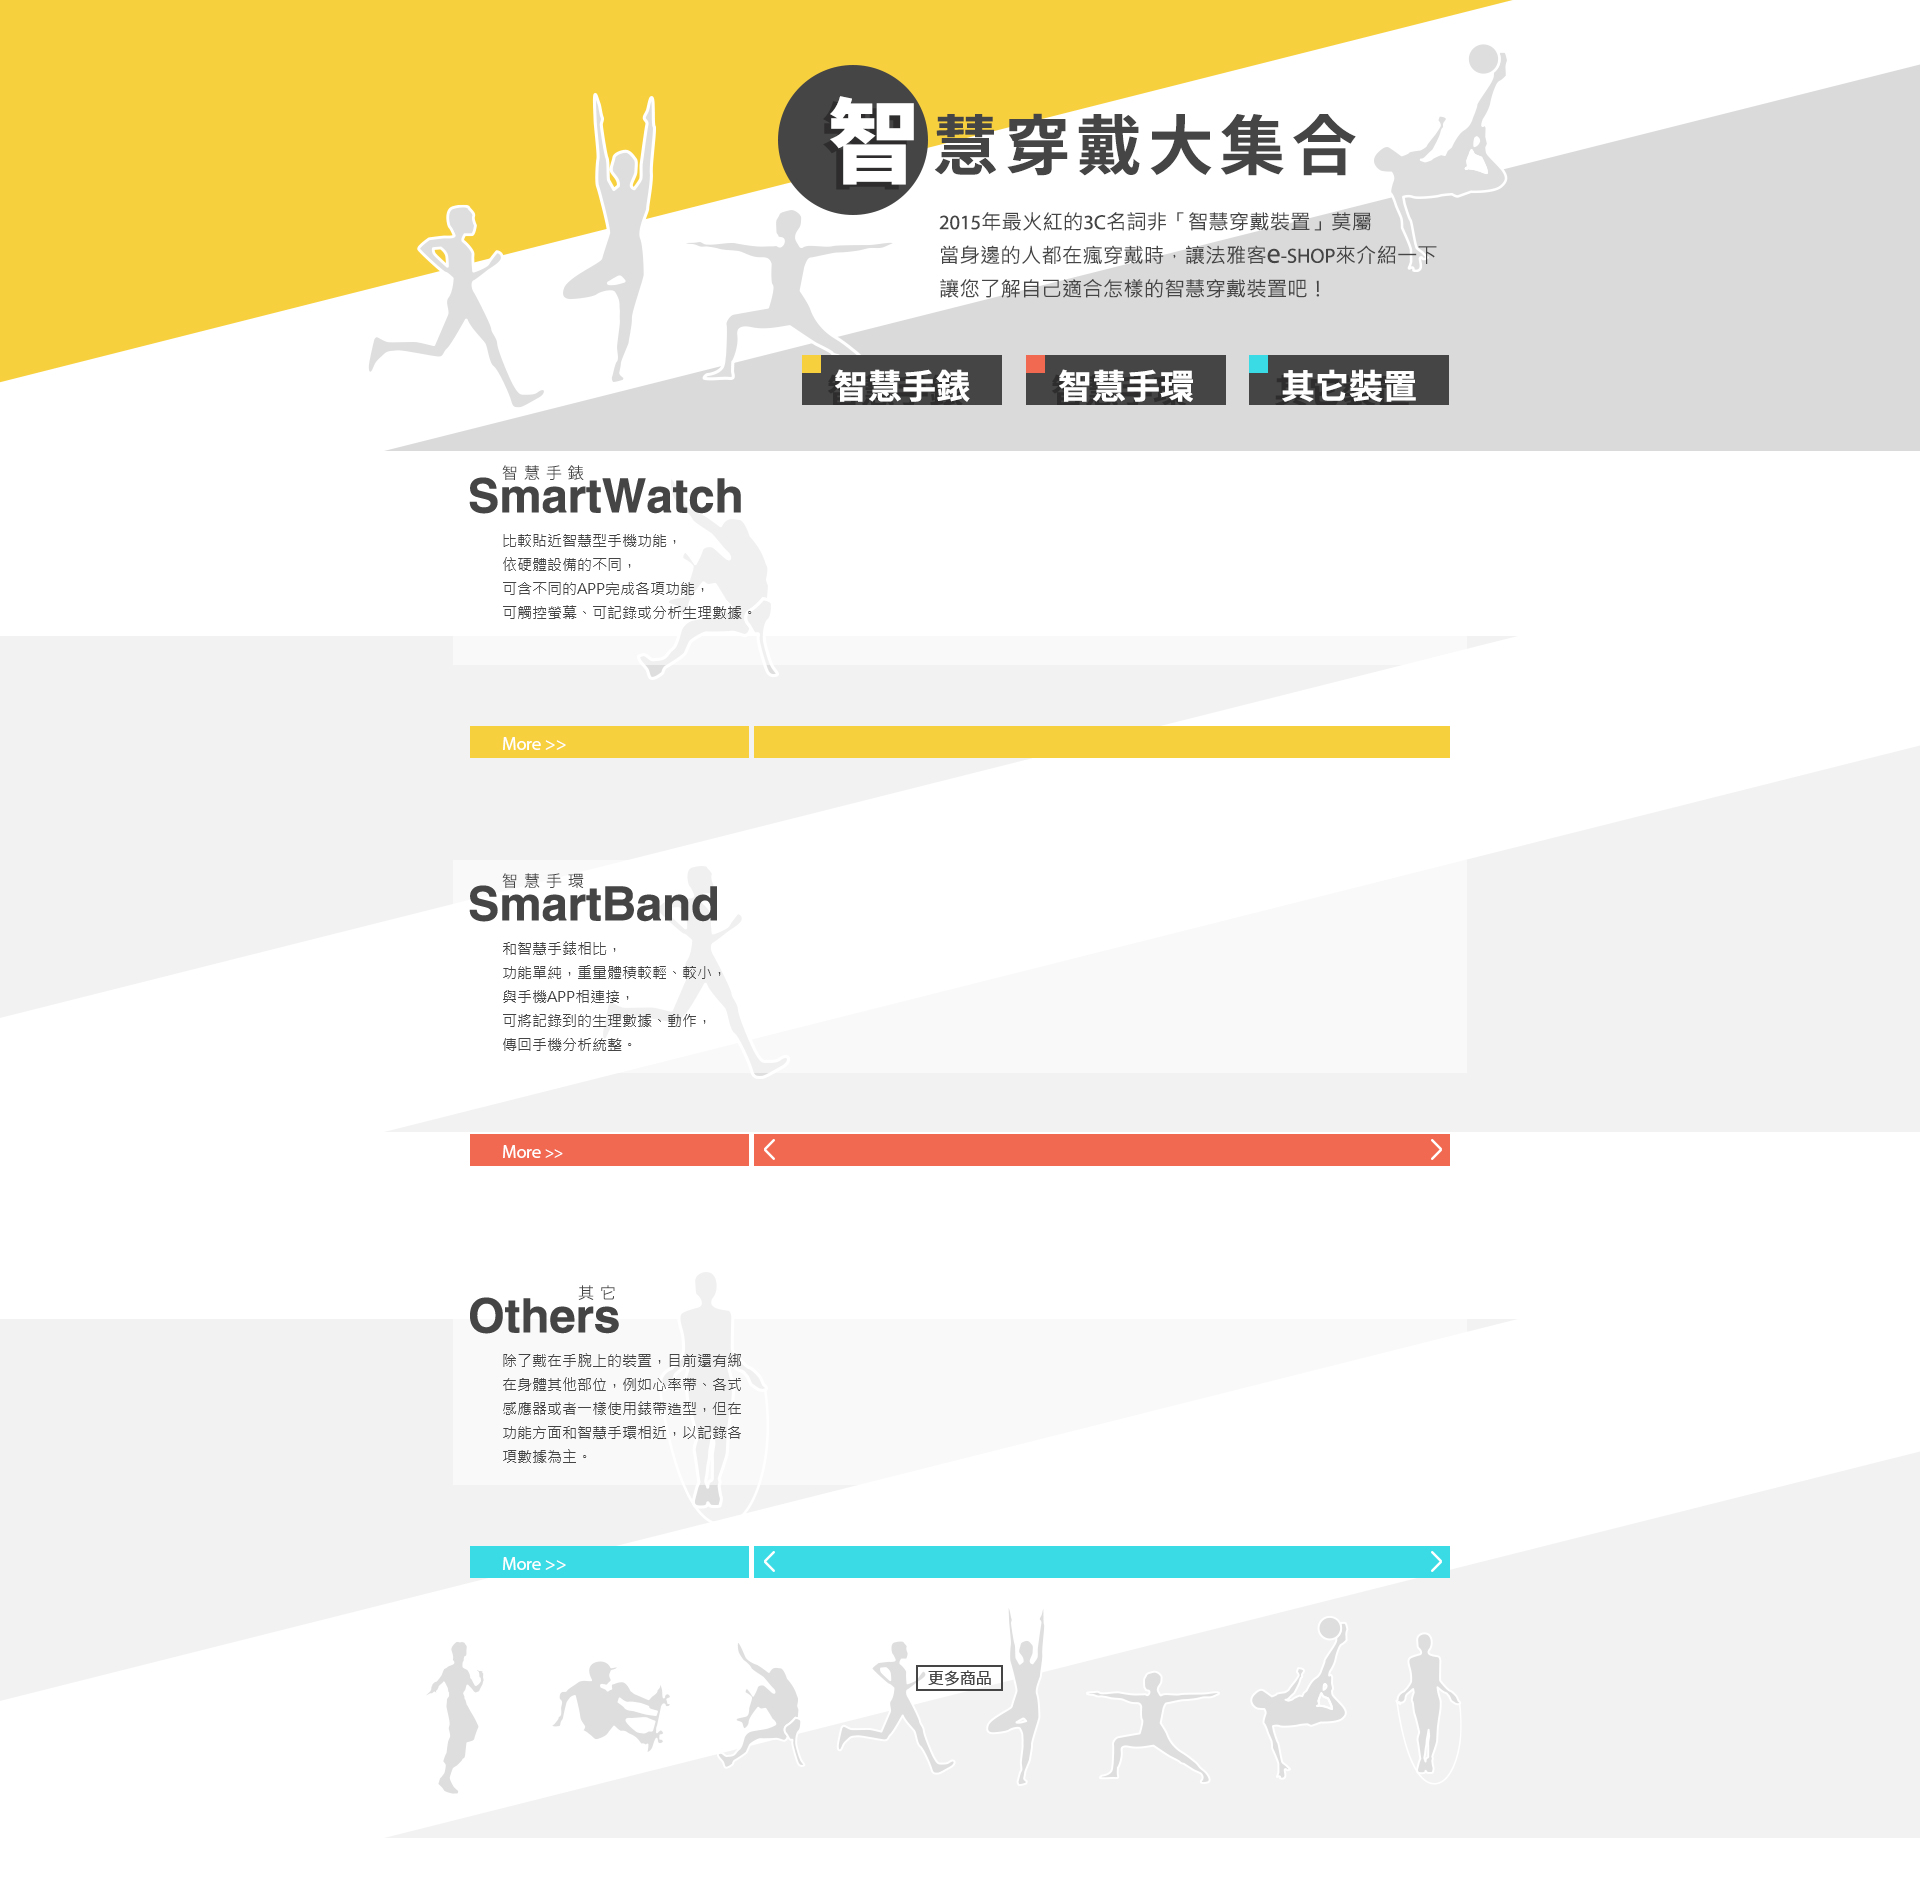 智慧穿戴大集合
2015年最火紅的3C名詞非「智慧穿戴裝置」莫屬
當身邊的人都在瘋穿戴時，讓法雅客e-SHOP來介紹一下
讓您了解自己適合怎樣的智慧穿戴裝置吧！
智慧手錶
智慧手環
其它裝置
智慧手錶
SmartWatch
比較貼近智慧型手機功能，
依硬體設備的不同，
可含不同的APP完成各項功能，
可觸控螢幕、可記錄或分析生理數據。
More >>
智慧手環
SmartBand
和智慧手錶相比，
功能單純，重量體積較輕、較小，
與手機APP相連接，
可將記錄到的生理數據、動作，
傳回手機分析統整。
More >>
其它
Others
除了戴在手腕上的裝置，目前還有綁
在身體其他部位，例如心率帶、各式
感應器或者一樣使用錶帶造型，但在
功能方面和智慧手環相近，以記錄各
項數據為主。
More >>
更多商品